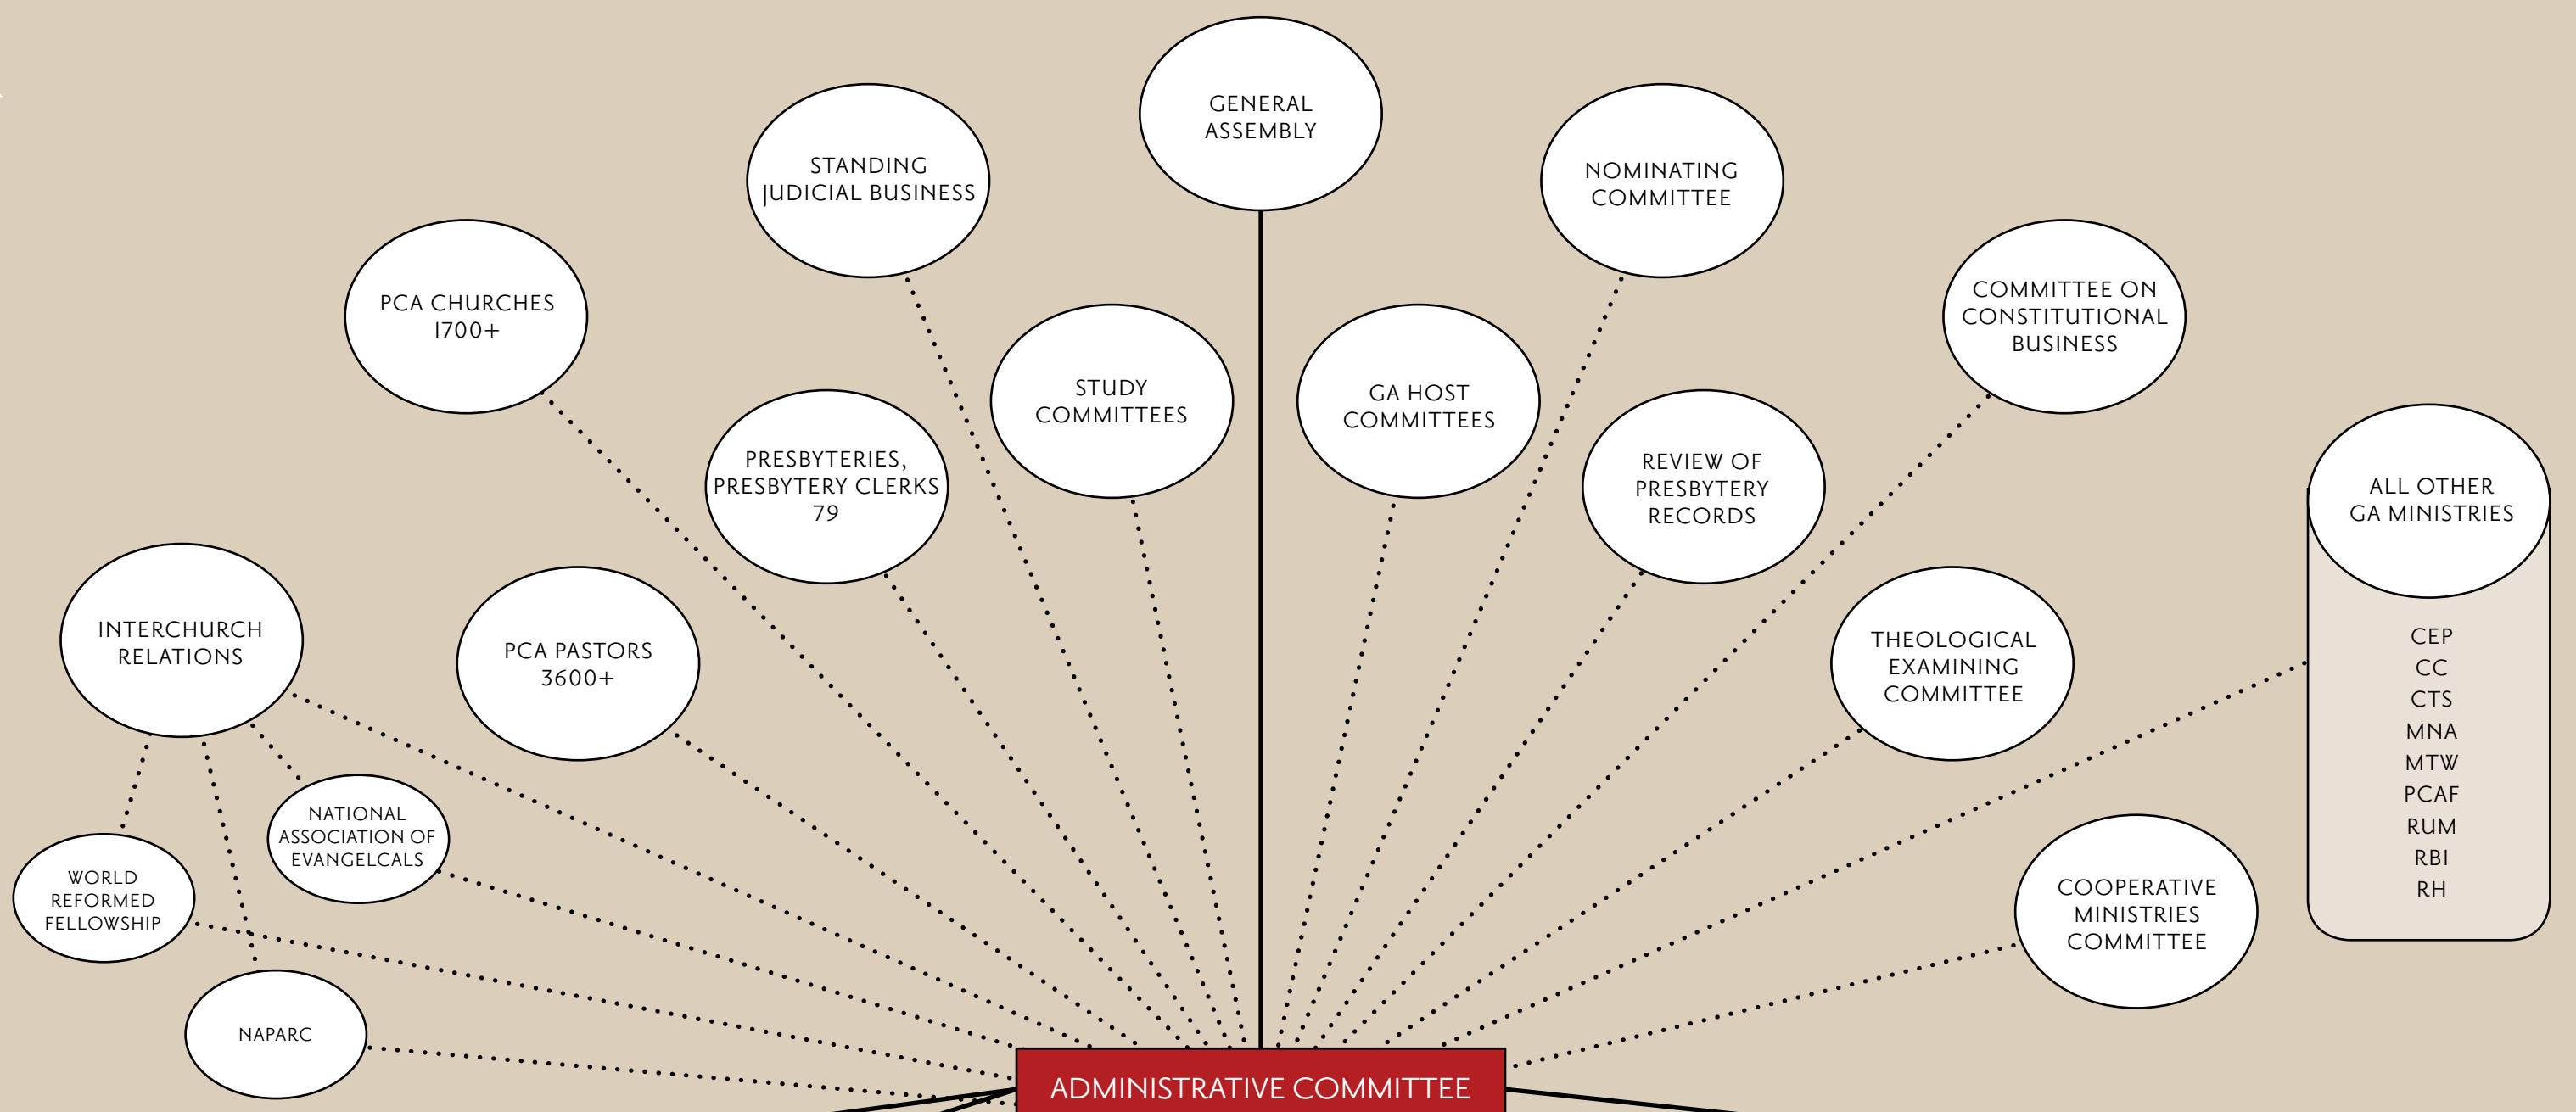 GENERAL
ASSEMBLY
STANDING
JUDICIAL BUSINESS
NOMINATING
COMMITTEE
PCA CHURCHES
1700+
COMMITTEE ON
CONSTITUTIONAL
BUSINESS
STUDY
COMMITTEES
GA HOST
COMMITTEES
PRESBYTERIES,
PRESBYTERY CLERKS
79
REVIEW OF
PRESBYTERY
RECORDS
ALL OTHER
GA MINISTRIES
CEP
CC
CTS
MNA
MTW
PCAF
RUM
RBI
RH
INTERCHURCH
RELATIONS
PCA PASTORS
3600+
THEOLOGICAL
EXAMINING
COMMITTEE
NATIONAL
ASSOCIATION OF
EVANGELCALS
WORLD
REFORMED
FELLOWSHIP
COOPERATIVE
MINISTRIES
COMMITTEE
NAPARC
ADMINISTRATIVE COMMITTEE